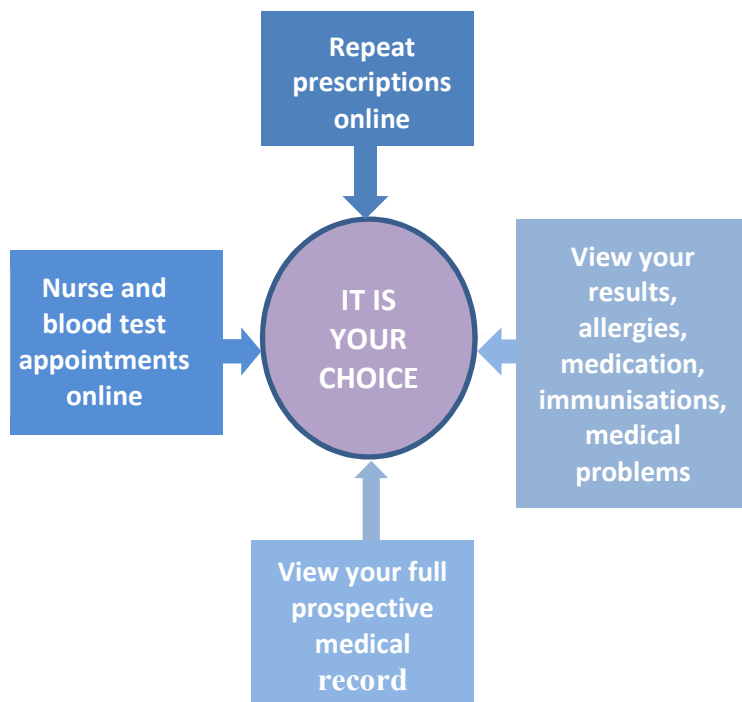 Repeat
prescriptions
online
Nurse and
blood test
appointments
online
IT IS
YOUR
CHOICE
View your
results,
allergies,
medication,
immunisations,
medical
problems
View your full
prospective
medical
record